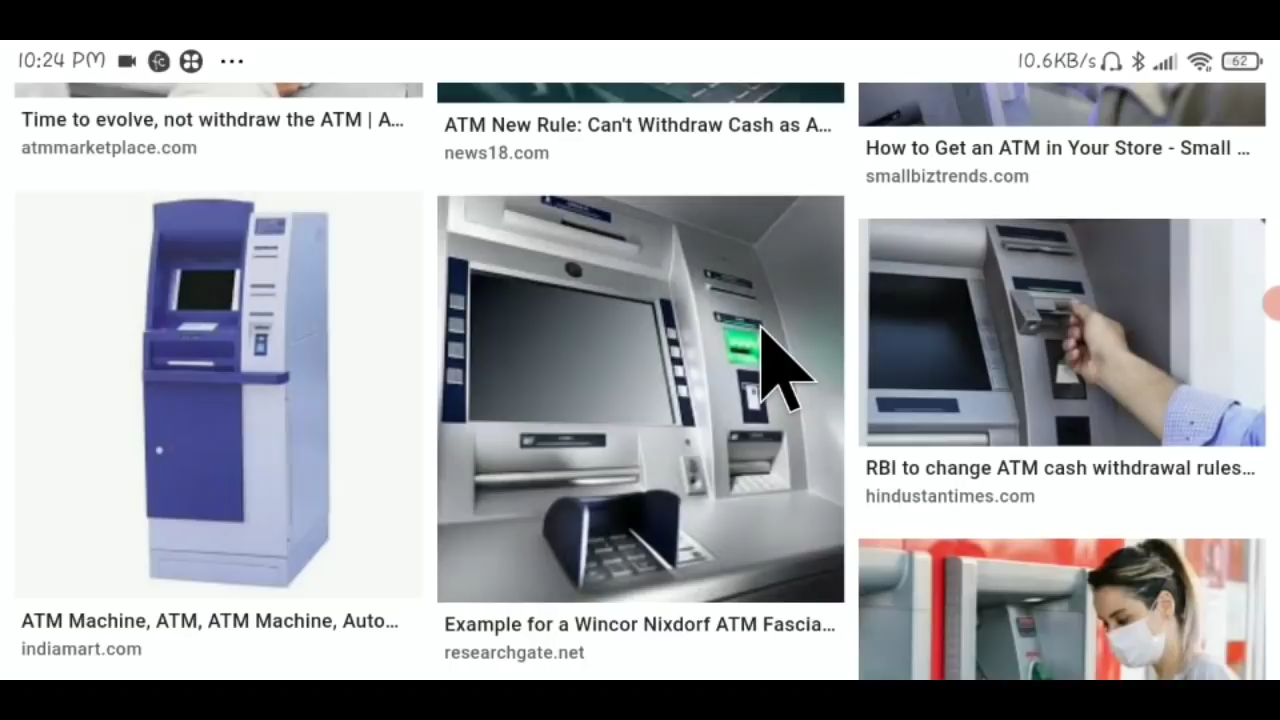 10:24 PM
10.6KB/s
62
Time to evolve, not withdraw the ATM | A...
atmmarketplace.com
ATM New Rule: Can't Withdraw Cash as A...
news18.com
How to Get an ATM in Your Store - Small ...
smallbiztrends.com
ATM Machine, ATM, ATM Machine, Auto...
indiamart.com
Example for a Wincor Nixdorf ATM Fascia...
researchgate.net
RBI to change ATM cash withdrawal rules...
hindustantimes.com